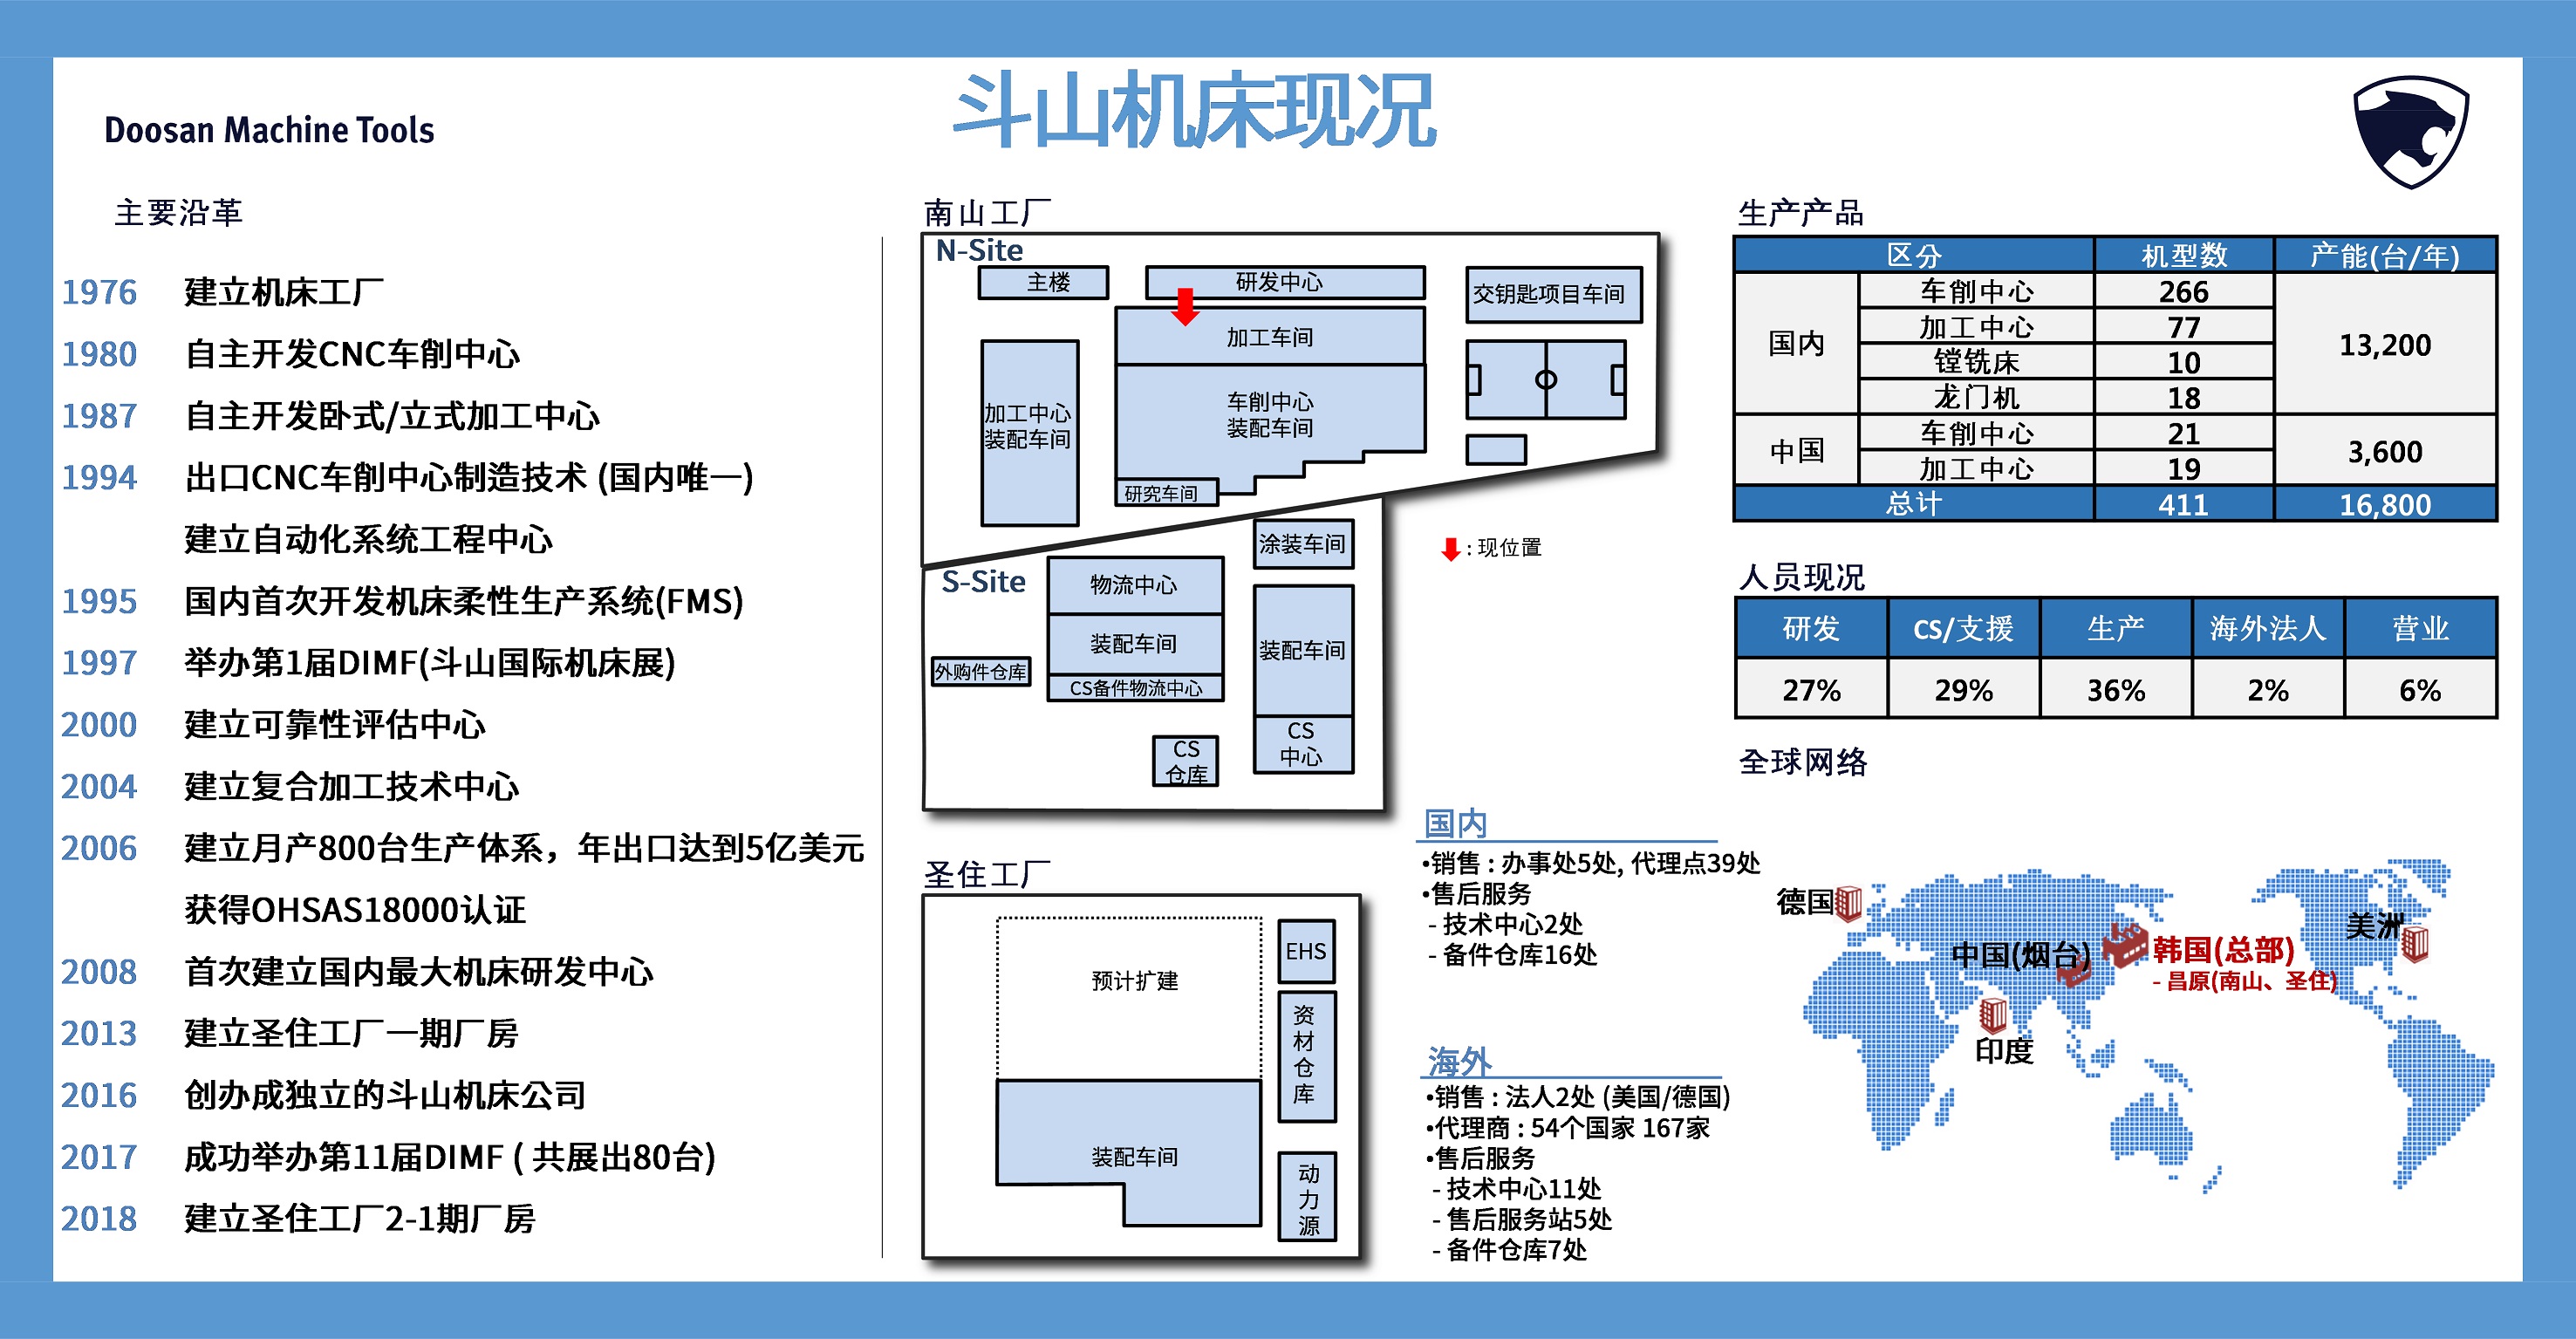 斗山机床现况
Doosan Machine Tools
主要沿革
1976 建立机床工厂
1980 自主开发CNC车削中心
1987 自主开发卧式/立式加工中心
1994 出口CNC车削中心制造技术 (国内唯一)
建立自动化系统工程中心
1995 国内首次开发机床柔性生产系统(FMS)
1997 举办第1届DIMF(斗山国际机床展)
2000 建立可靠性评估中心
2004 建立复合加工技术中心
2006 建立月产800台生产体系，年出口达到5亿美元
获得OHSAS18000认证
2008 首次建立国内最大机床研发中心
2013 建立圣住工厂一期厂房
2016 创办成独立的斗山机床公司
2017 成功举办第11届DIMF ( 共展出80台)
2018 建立圣住工厂2-1期厂房
南山工厂
N-Site
主楼
研发中心
交钥匙项目车间
加工车间
加工中心
装配车间
车削中心
装配车间
研究车间
: 现位置
S-Site
涂装车间
物流中心
装配车间
CS备件物流中心
外购件仓库
装配车间
CS
中心
CS
仓库
圣住工厂
预计扩建
装配车间
EHS
资
材
仓
库
动
力
源
生产产品
区分 机型数 产能(台/年)
国内 车削中心 266 13,200
加工中心 77
镗铣床 10
龙门机 18
中国 车削中心 21 3,600
加工中心 19
总计 411 16,800
人员现况
研发 CS/支援 生产 海外法人 营业
27% 29% 36% 2% 6%
全球网络
国内
•销售 : 办事处5处, 代理点39处
•售后服务
- 技术中心2处
- 备件仓库16处
海外
•销售 : 法人2处 (美国/德国)
•代理商 : 54个国家 167家
•售后服务
- 技术中心11处
- 售后服务站5处
- 备件仓库7处
德国
中国(烟台)
韩国(总部)
- 昌原(南山、圣住)
美洲
印度